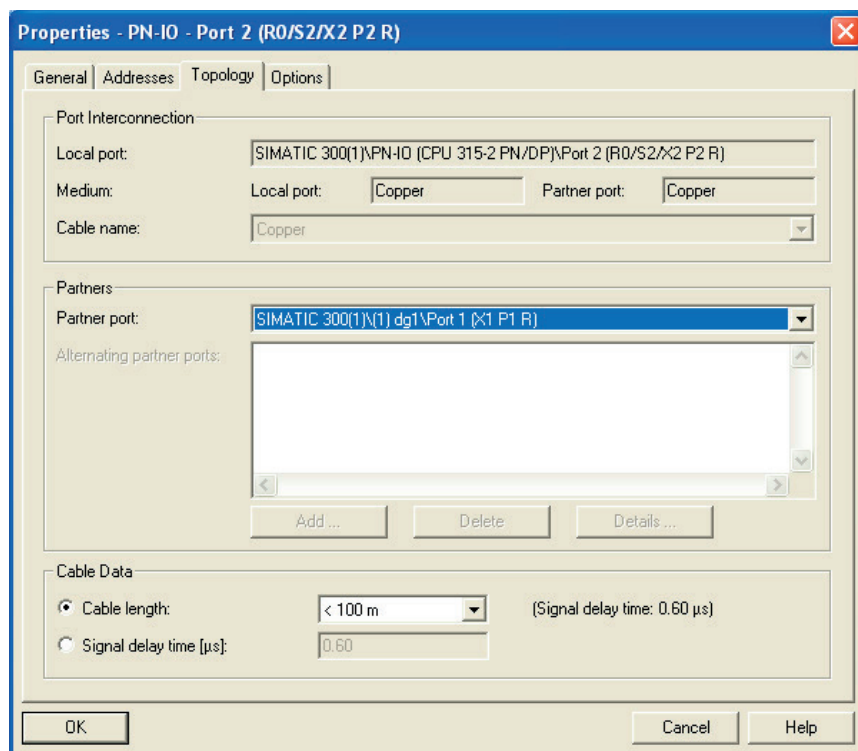 Properties - PN-IO - Port 2 (R0/S2/X2 P2 R)
General Addresses Topology Options
Port Interconnection
Local port: SIMATIC 300(1)\PN-IO (CPU 315-2 PN/DP)\Port 2 (R0/S2/X2 P2 R)
Medium: Local port: Copper Partner port: Copper
Cable name: Copper
Partners
Partner port: SIMATIC 300(1)\(1) dg1\Port 1 (X1 P1 R)
Alternating partner ports:
Add ... Delete Details ...
Cable Data
Cable length: < 100 m (Signal delay time: 0.60 µs)
Signal delay time [µs]: 0.60
OK Cancel Help